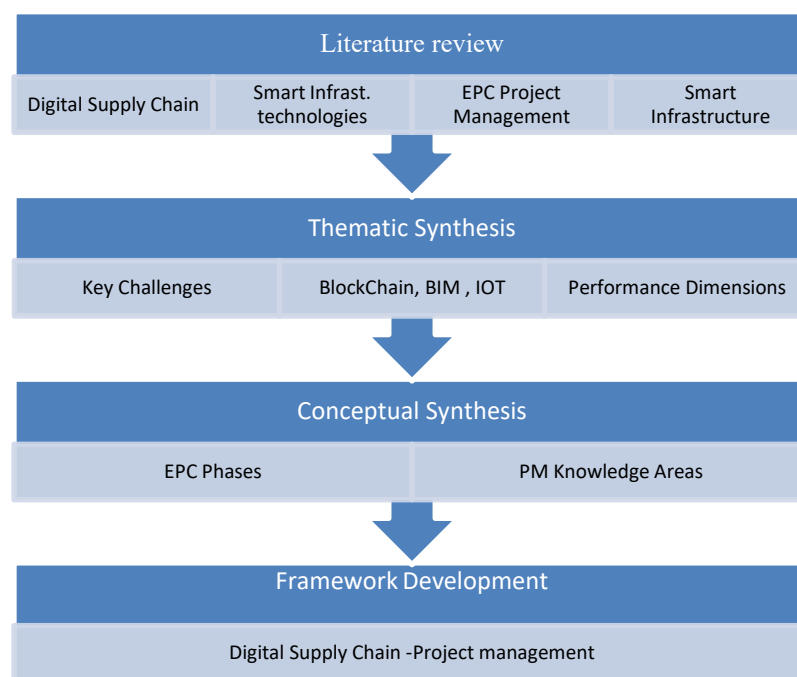 Literature review
Digital Supply Chain
Smart Infrast.
technologies
EPC Project
Management
Smart
Infrastructure
Thematic Synthesis
Key Challenges
BlockChain, BIM , IOT
Performance Dimensions
Conceptual Synthesis
EPC Phases
PM Knowledge Areas
Framework Development
Digital Supply Chain -Project management